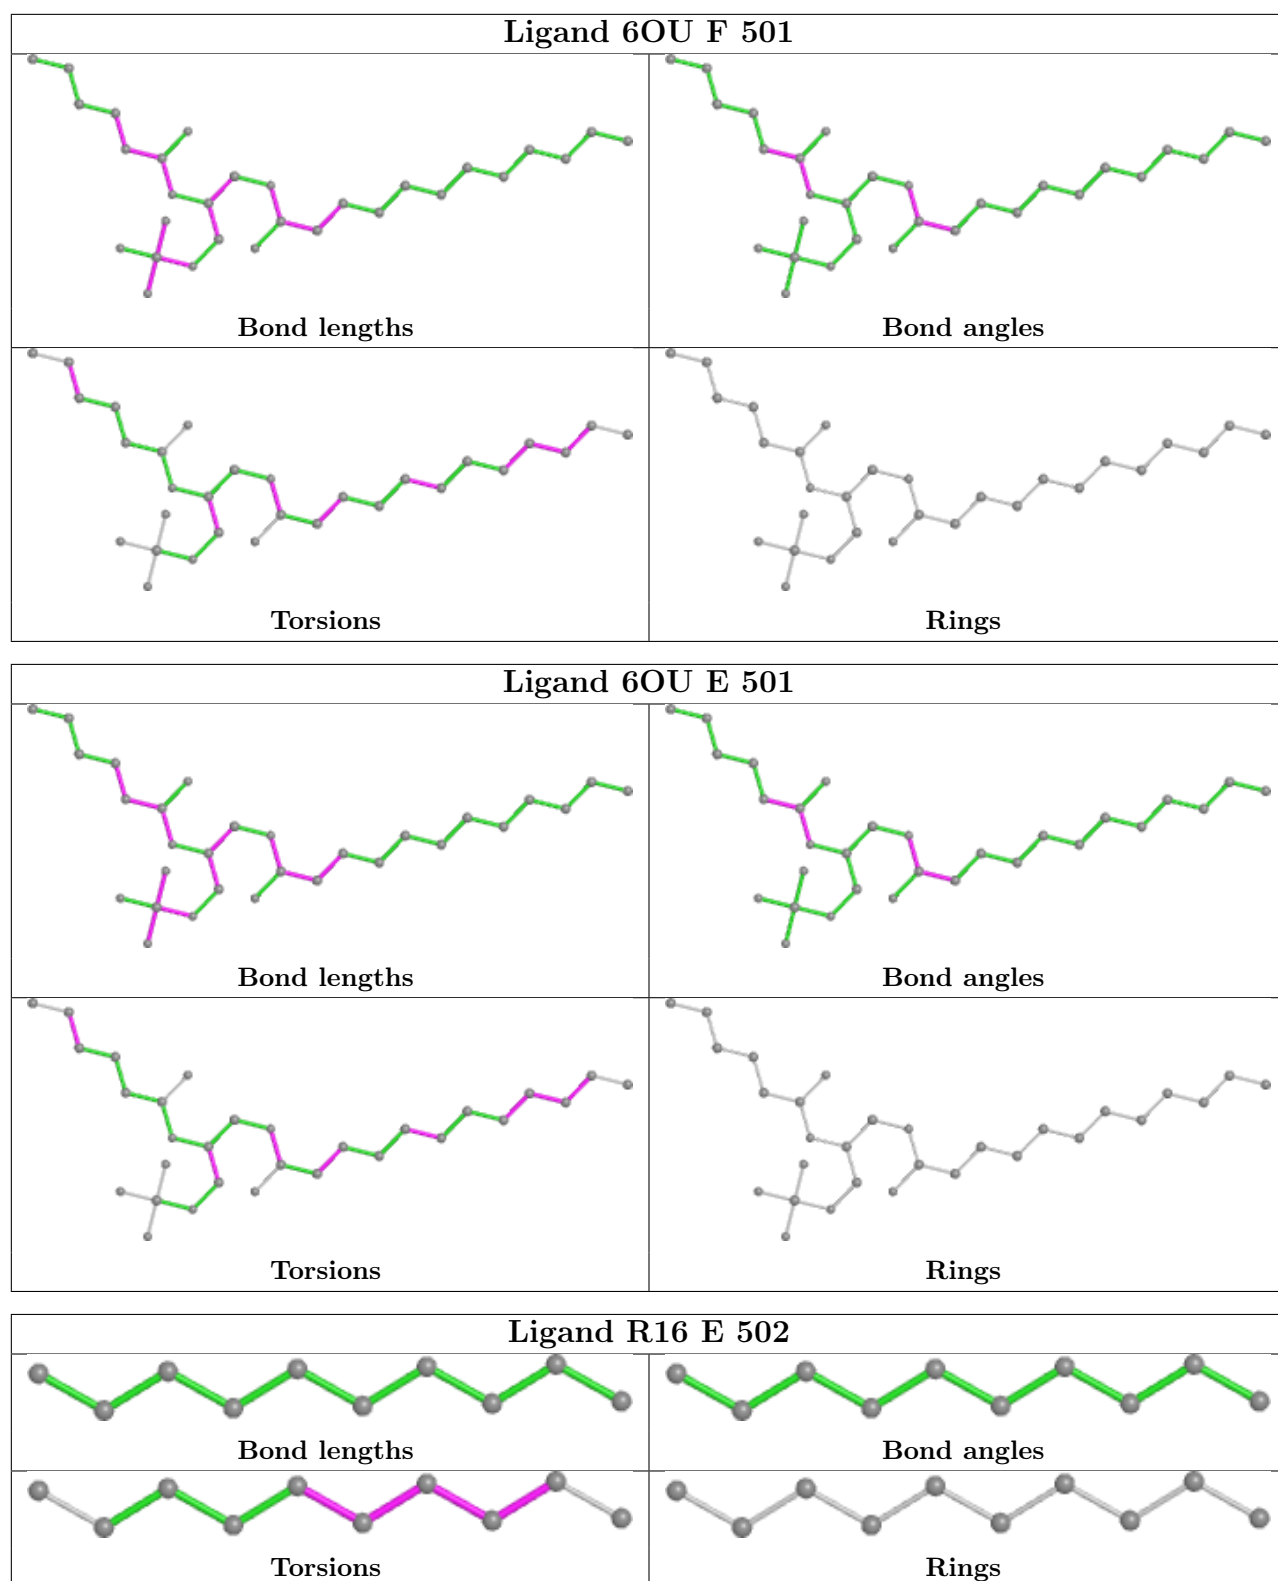 Ligand 6OU F 501
Bond lengths
Bond angles
Torsions
Rings
Ligand 6OU E 501
Bond lengths
Bond angles
Torsions
Rings
Ligand R16 E 502
Bond lengths
Bond angles
Torsions
Rings